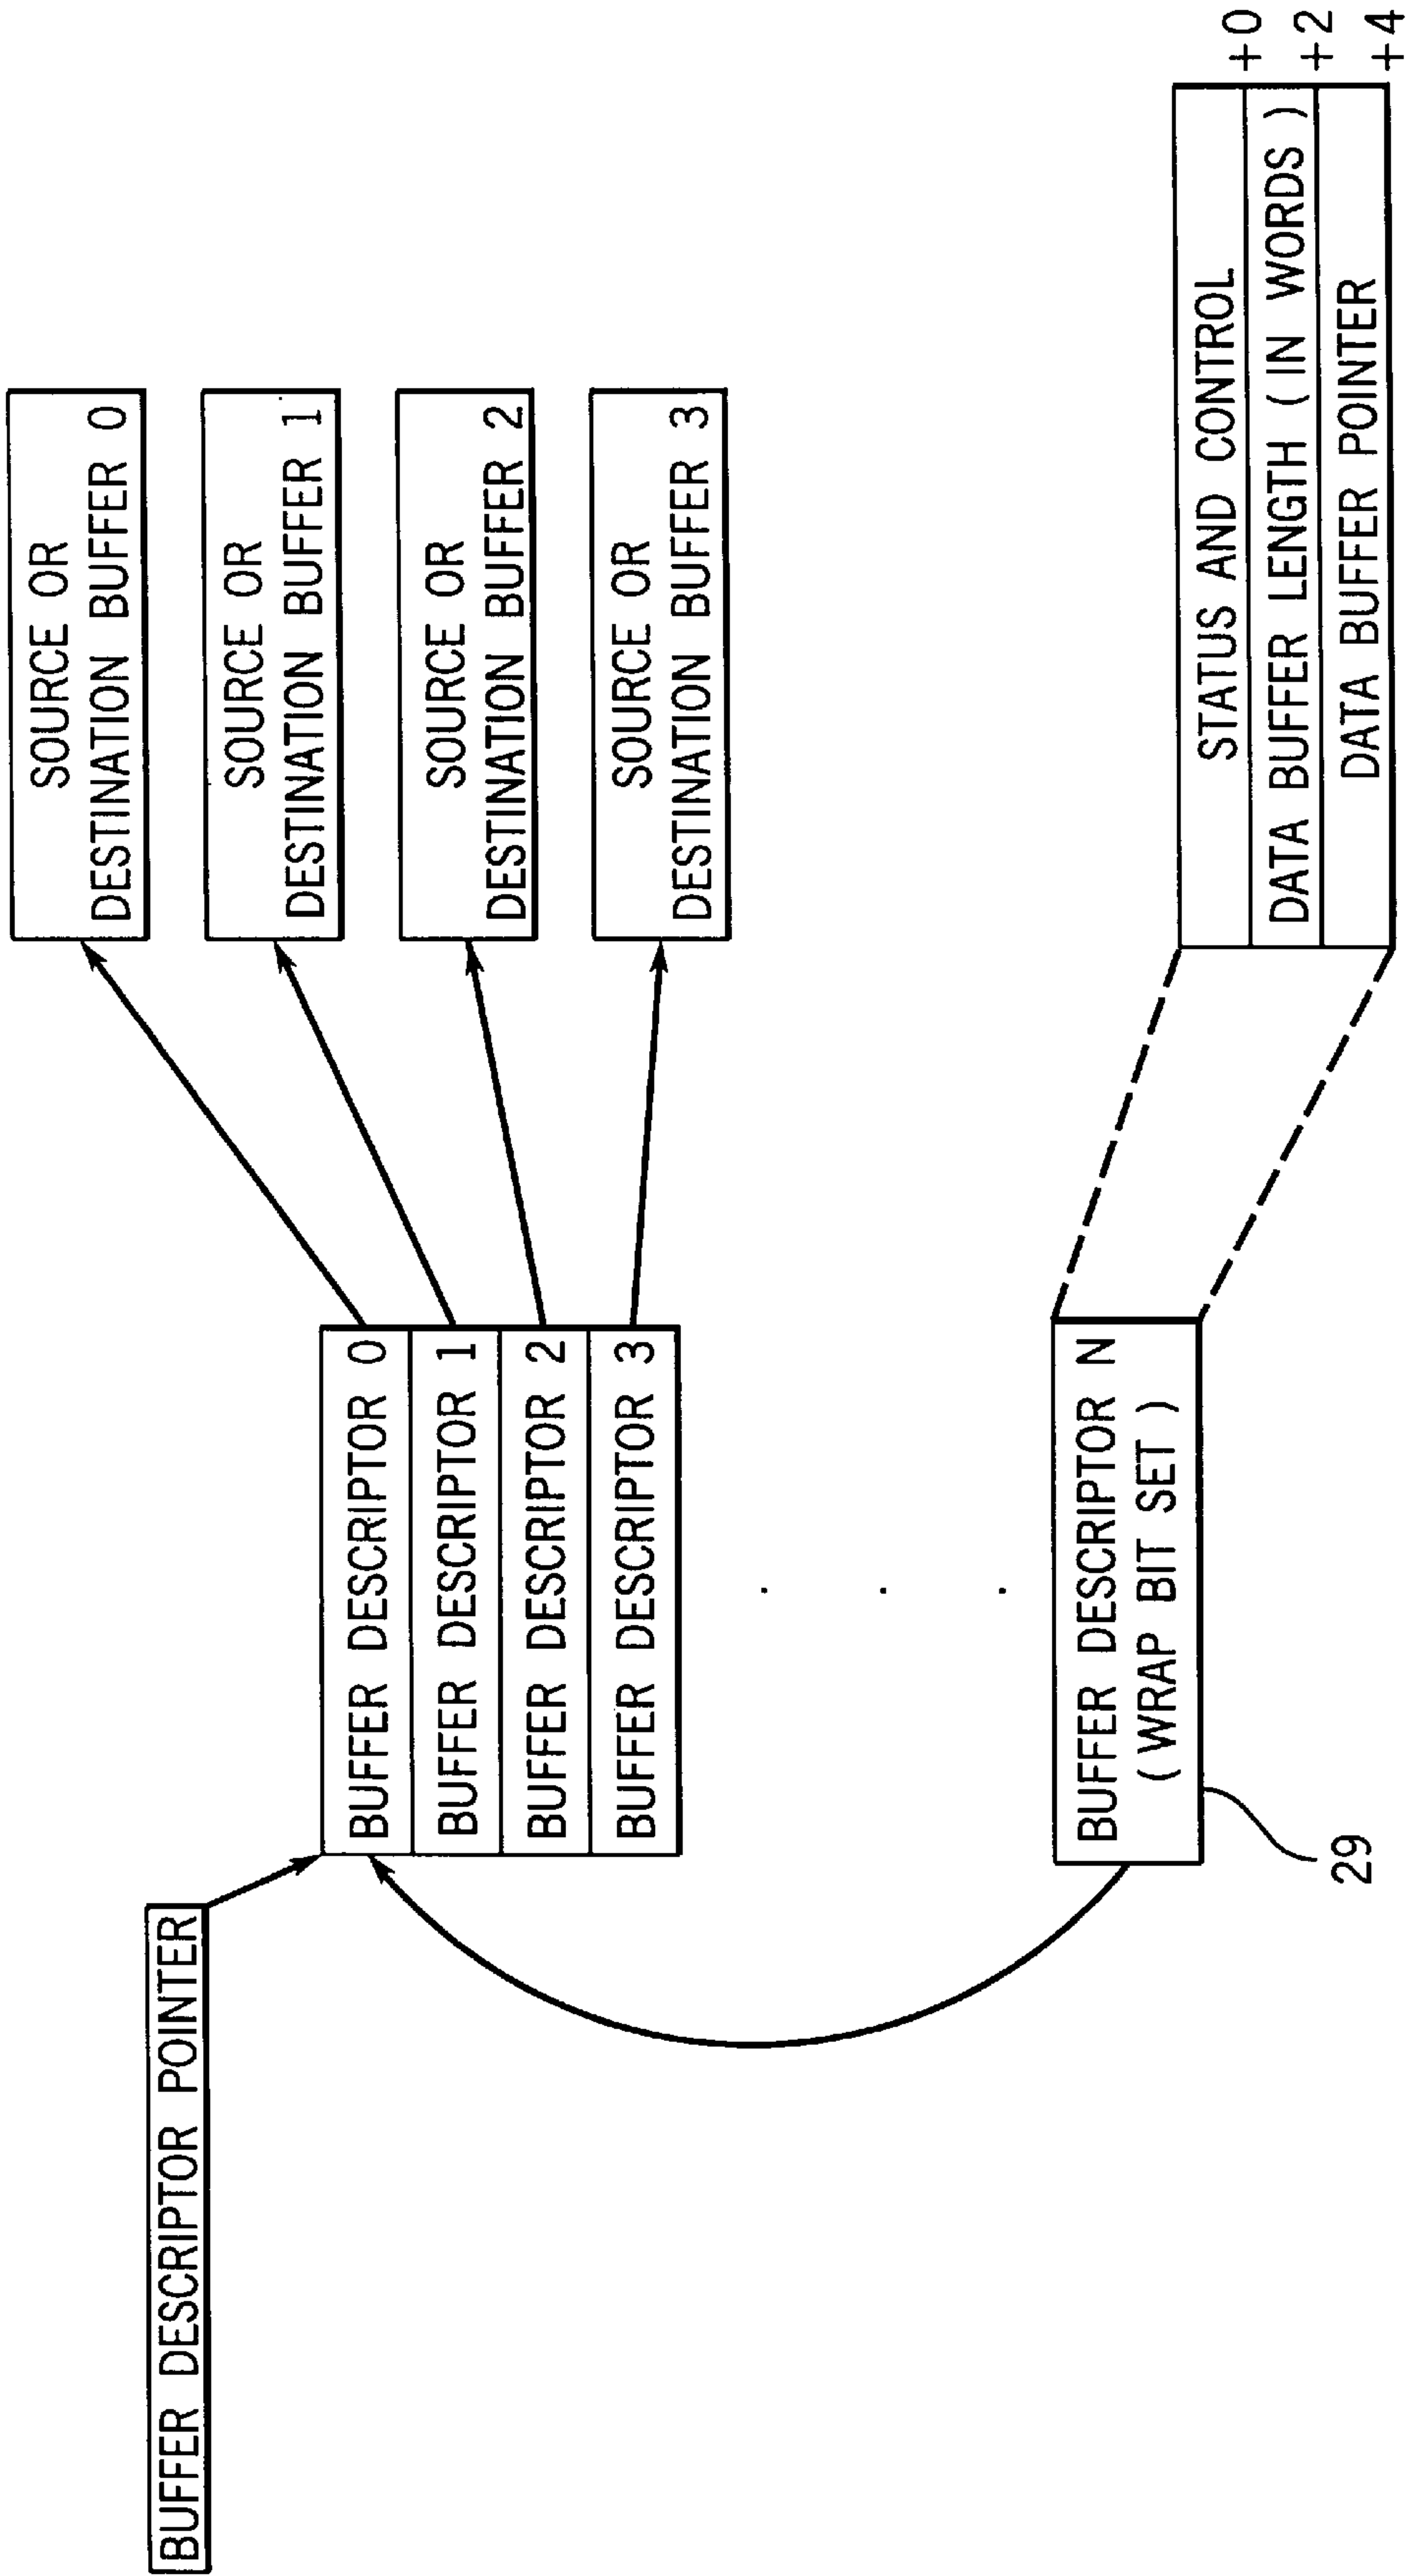 BUFFER DESCRIPTOR POINTER
BUFFER DESCRIPTOR 0
BUFFER DESCRIPTOR 1
BUFFER DESCRIPTOR 2
BUFFER DESCRIPTOR 3
SOURCE OR
DESTINATION BUFFER 0
SOURCE OR
DESTINATION BUFFER 1
SOURCE OR
DESTINATION BUFFER 2
SOURCE OR
DESTINATION BUFFER 3
BUFFER DESCRIPTOR N
( WRAP BIT SET )
29
STATUS AND CONTROL
+0
DATA BUFFER LENGTH ( IN WORDS )
+2
DATA BUFFER POINTER
+4